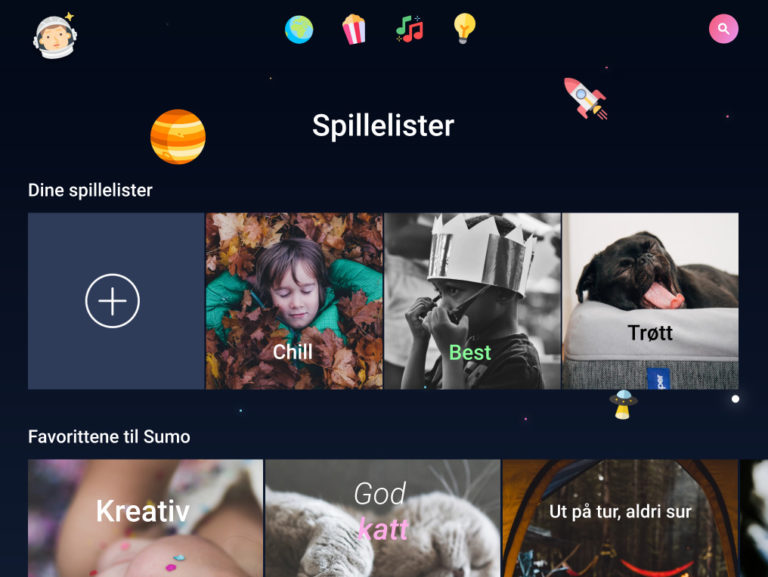 Spillelister
Dine spillelister
Chill
Best
Trøtt
Favorittene til Sumo
Kreativ
God
katt
Ut på tur, aldri sur